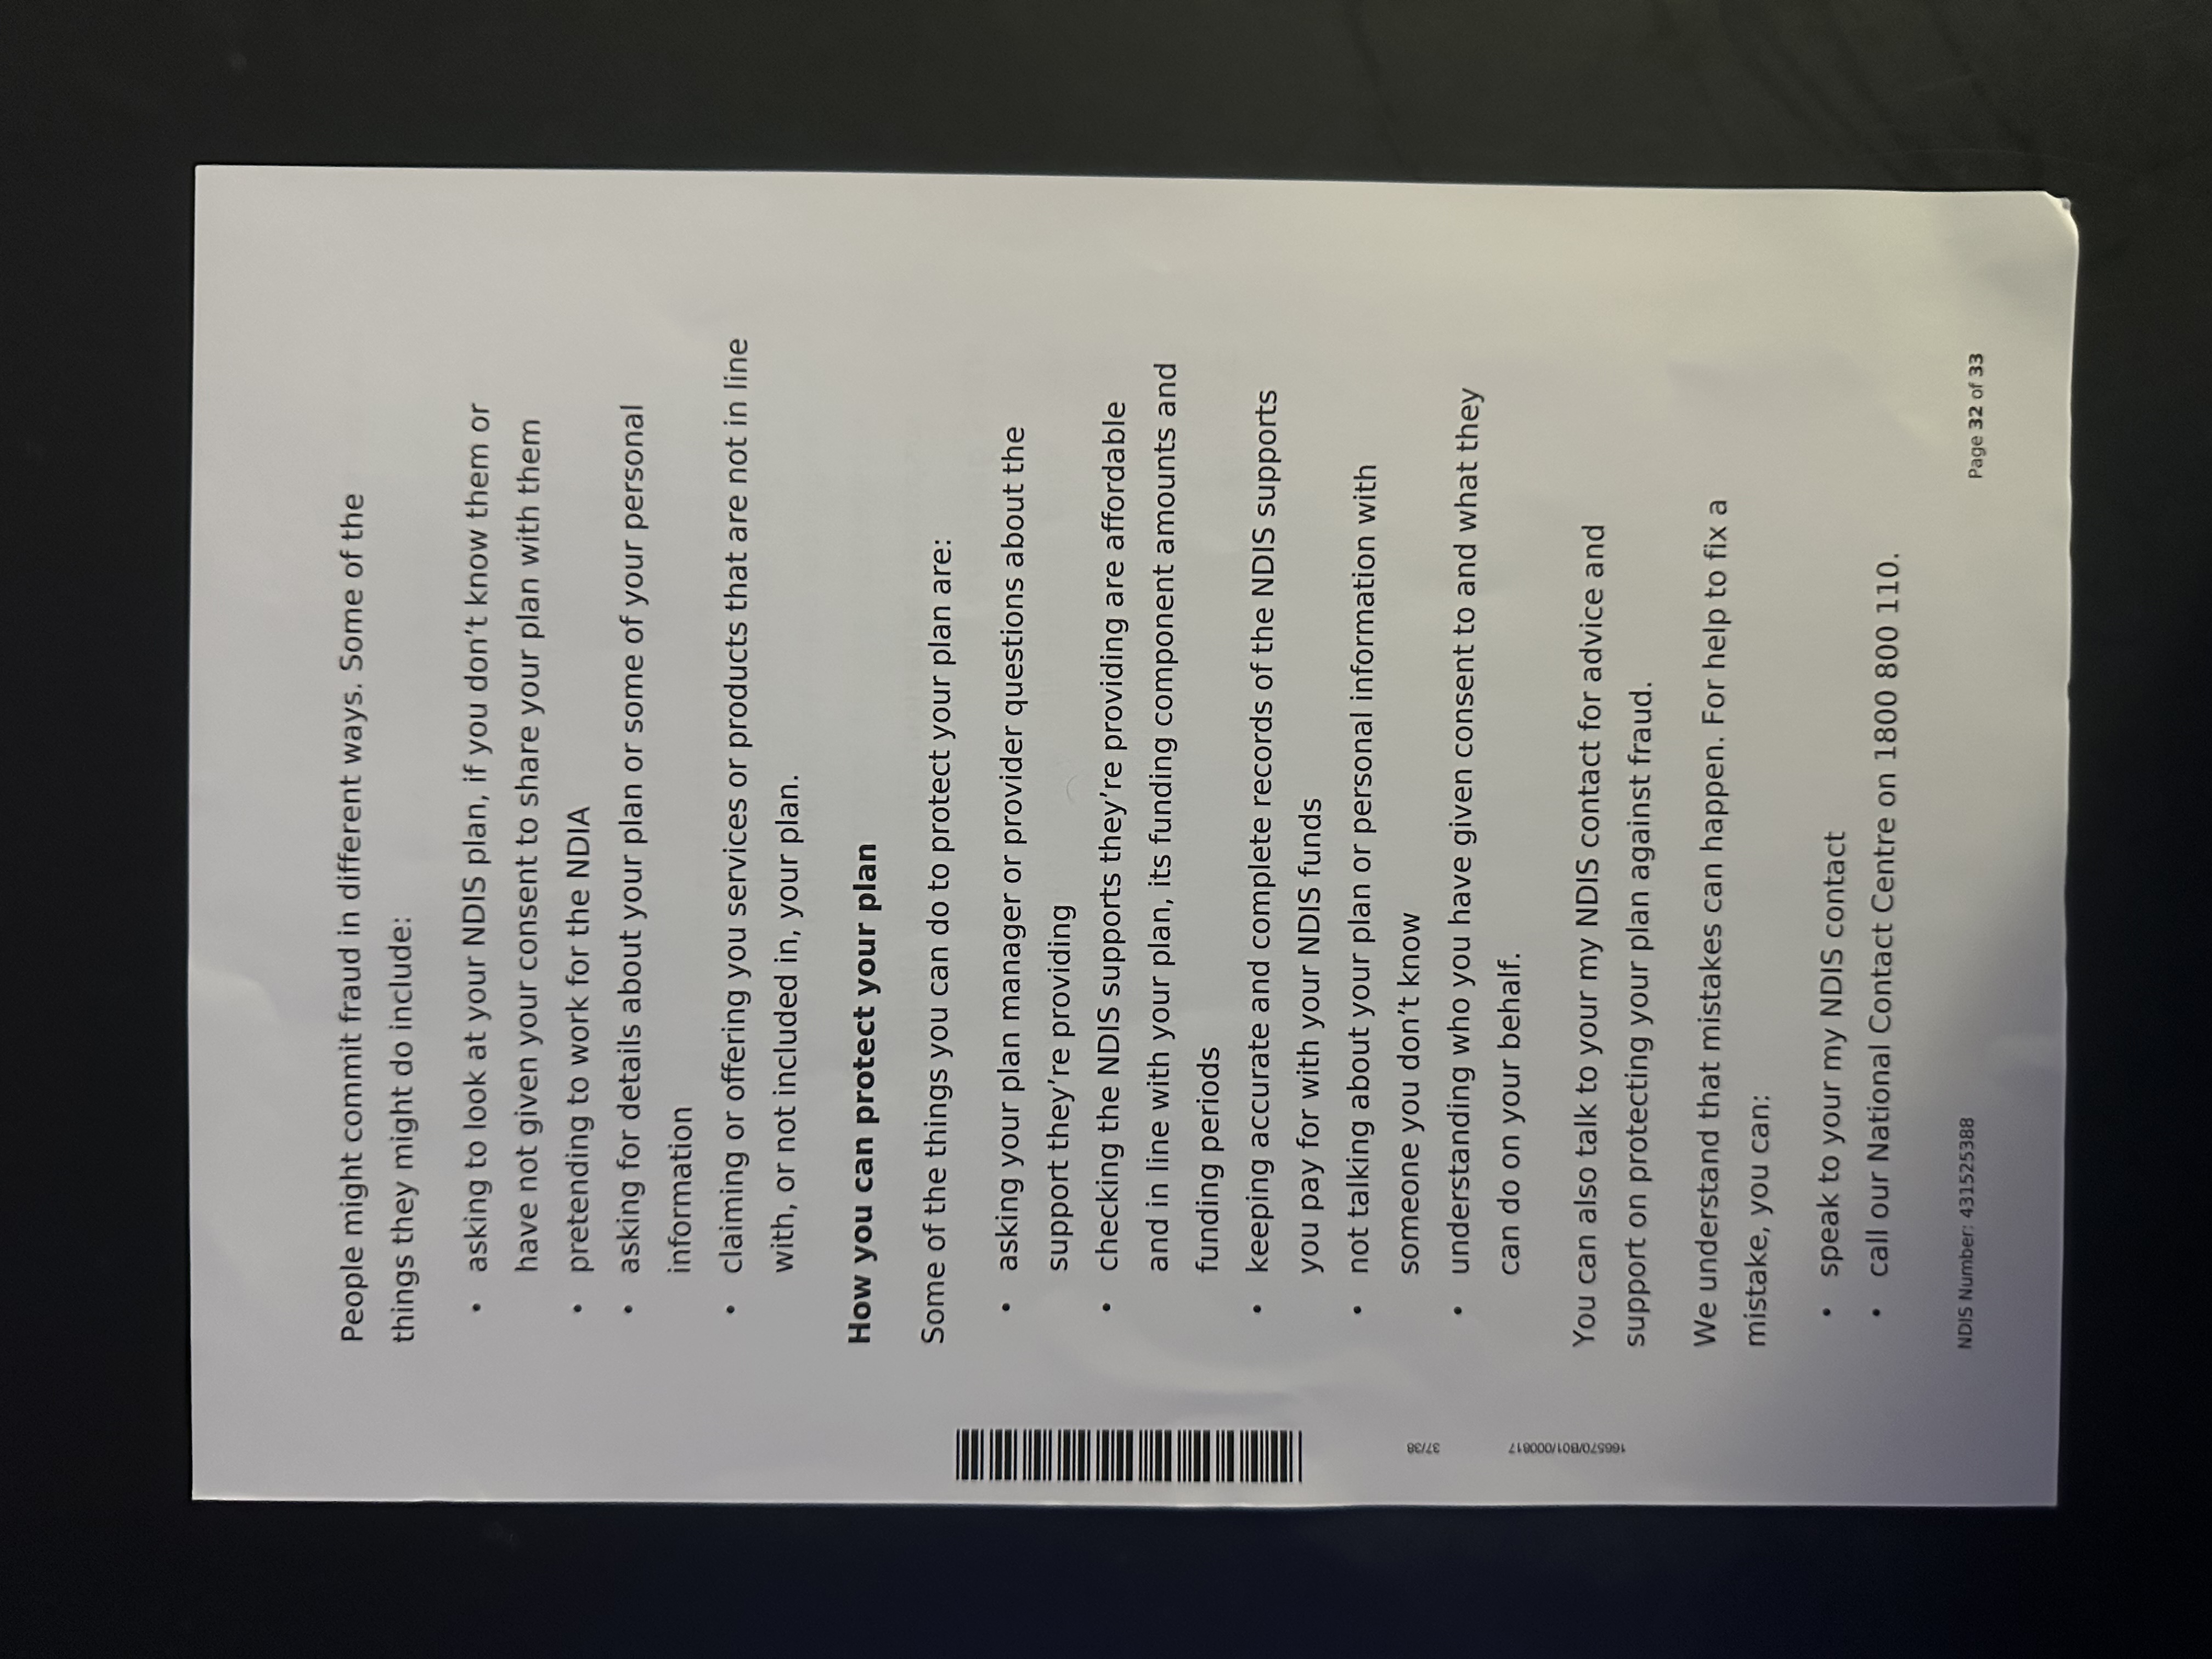 People might commit fraud in different ways. Some of the
things they might do include:
• asking to look at your NDIS plan, if you don’t know them or
have not given your consent to share your plan with them
• pretending to work for the NDIA
• asking for details about your plan or some of your personal
information
• claiming or offering you services or products that are not in line
with, or not included in, your plan.
How you can protect your plan
Some of the things you can do to protect your plan are:
• asking your plan manager or provider questions about the
support they’re providing
• checking the NDIS supports they’re providing are affordable
and in line with your plan, its funding component amounts and
funding periods
• keeping accurate and complete records of the NDIS supports
you pay for with your NDIS funds
• not talking about your plan or personal information with
someone you don’t know
• understanding who you have given consent to and what they
can do on your behalf.
You can also talk to your my NDIS contact for advice and
support on protecting your plan against fraud.
We understand that mistakes can happen. For help to fix a
mistake, you can:
• speak to your my NDIS contact
• call our National Contact Centre on 1800 800 110.
NDIS Number: 431525388
Page 32 of 33
37/38
166570/B01/000817